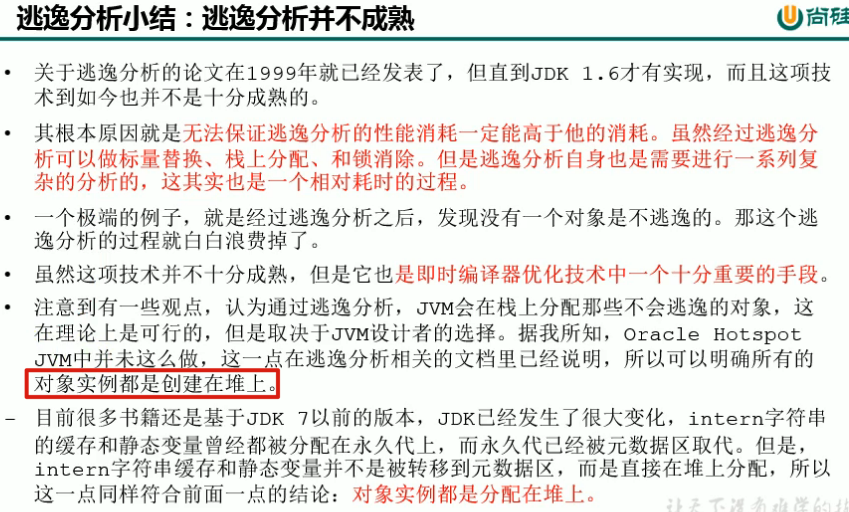 逃逸分析小结：逃逸分析并不成熟
尚硅
• 关于逃逸分析的论文在1999年就已经发表了，但直到JDK 1.6才有实现，而且这项技
术到如今也并不是十分成熟的。
• 其根本原因就是无法保证逃逸分析的性能消耗一定能高于他的消耗。虽然经过逃逸分
析可以做标量替换、栈上分配、和锁消除。但是逃逸分析自身也是需要进行一系列复
杂的分析的，这其实也是一个相对耗时的过程。
• 一个极端的例子，就是经过逃逸分析之后，发现没有一个对象是不逃逸的。那这个逃
逸分析的过程就白白浪费掉了。
• 虽然这项技术并不十分成熟，但是它也是即时编译器优化技术中一个十分重要的手段。
• 注意到有一些观点，认为通过逃逸分析，JVM会在栈上分配那些不会逃逸的对象，这
在理论上是可行的，但是取决于JVM设计者的选择。据我所知，Oracle Hotspot
JVM中并未这么做，这一点在逃逸分析相关的文档里已经说明，所以可以明确所有的
对象实例都是创建在堆上。
– 目前很多书籍还是基于JDK 7以前的版本，JDK已经发生了很大变化，intern字符串
的缓存和静态变量曾经都被分配在永久代上，而永久代已经被元数据区取代。但是，
intern字符串缓存和静态变量并不是被转移到元数据区，而是直接在堆上分配，所以
这一点同样符合前面一点的结论：对象实例都是分配在堆上。
让天下没有难学的技